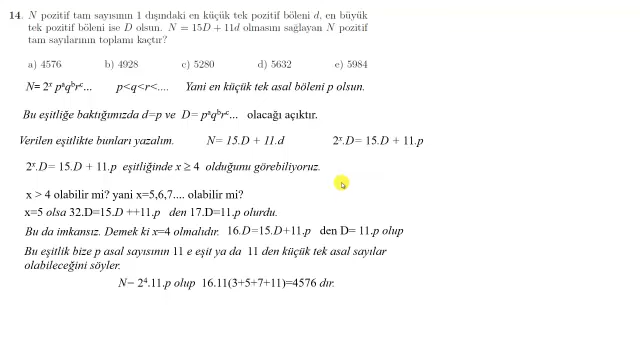 14. N pozitif tam sayısının 1 dışındaki en küçük tek pozitif böleni d, en büyük
tek pozitif böleni ise D olsun. N = 15D + 11d olmasını sağlayan N pozitif
tam sayılarının toplamı kaçtır?
a) 4576 b) 4928 c) 5280 d) 5632 e) 5984
N= 2ˣ pᵃqᵇrᶜ... p<q<r<.... Yani en küçük tek asal böleni p olsun.
Bu eşitliğe baktığımızda d=p ve D= pᵃqᵇrᶜ... olacağı açıktır.
Verilen eşitlikte bunları yazalım. N= 15.D + 11.d 2ˣ.D= 15.D + 11.p
2ˣ.D= 15.D + 11.p eşitliğinde x ≥ 4 olduğunu görebiliyoruz.
x > 4 olabilir mi? yani x=5,6,7.... olabilir mi?
x=5 olsa 32.D=15.D ++11.p den 17.D=11.p olurdu.
Bu da imkansız. Demek ki x=4 olmalıdır. 16.D=15.D+11.p den D= 11.p olup
Bu eşitlik bize p asal sayısının 11 e eşit ya da 11 den küçük tek asal sayılar
olabileceğini söyler.
N= 2⁴.11.p olup 16.11(3+5+7+11)=4576 dır.